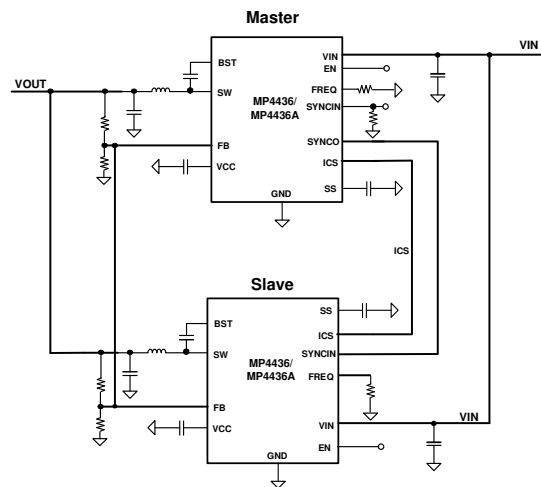 Master
VIN
VIN
BST
EN
VOUT
FREQ
SW
MP4436/
MP4436A
SYNCIN
SYNCO
FB
ICS
VCC
SS
GND
ICS
Slave
SS
BST
ICS
SW
SYNCIN
MP4436/
MP4436A
FREQ
FB
VIN
VIN
VCC
EN
GND